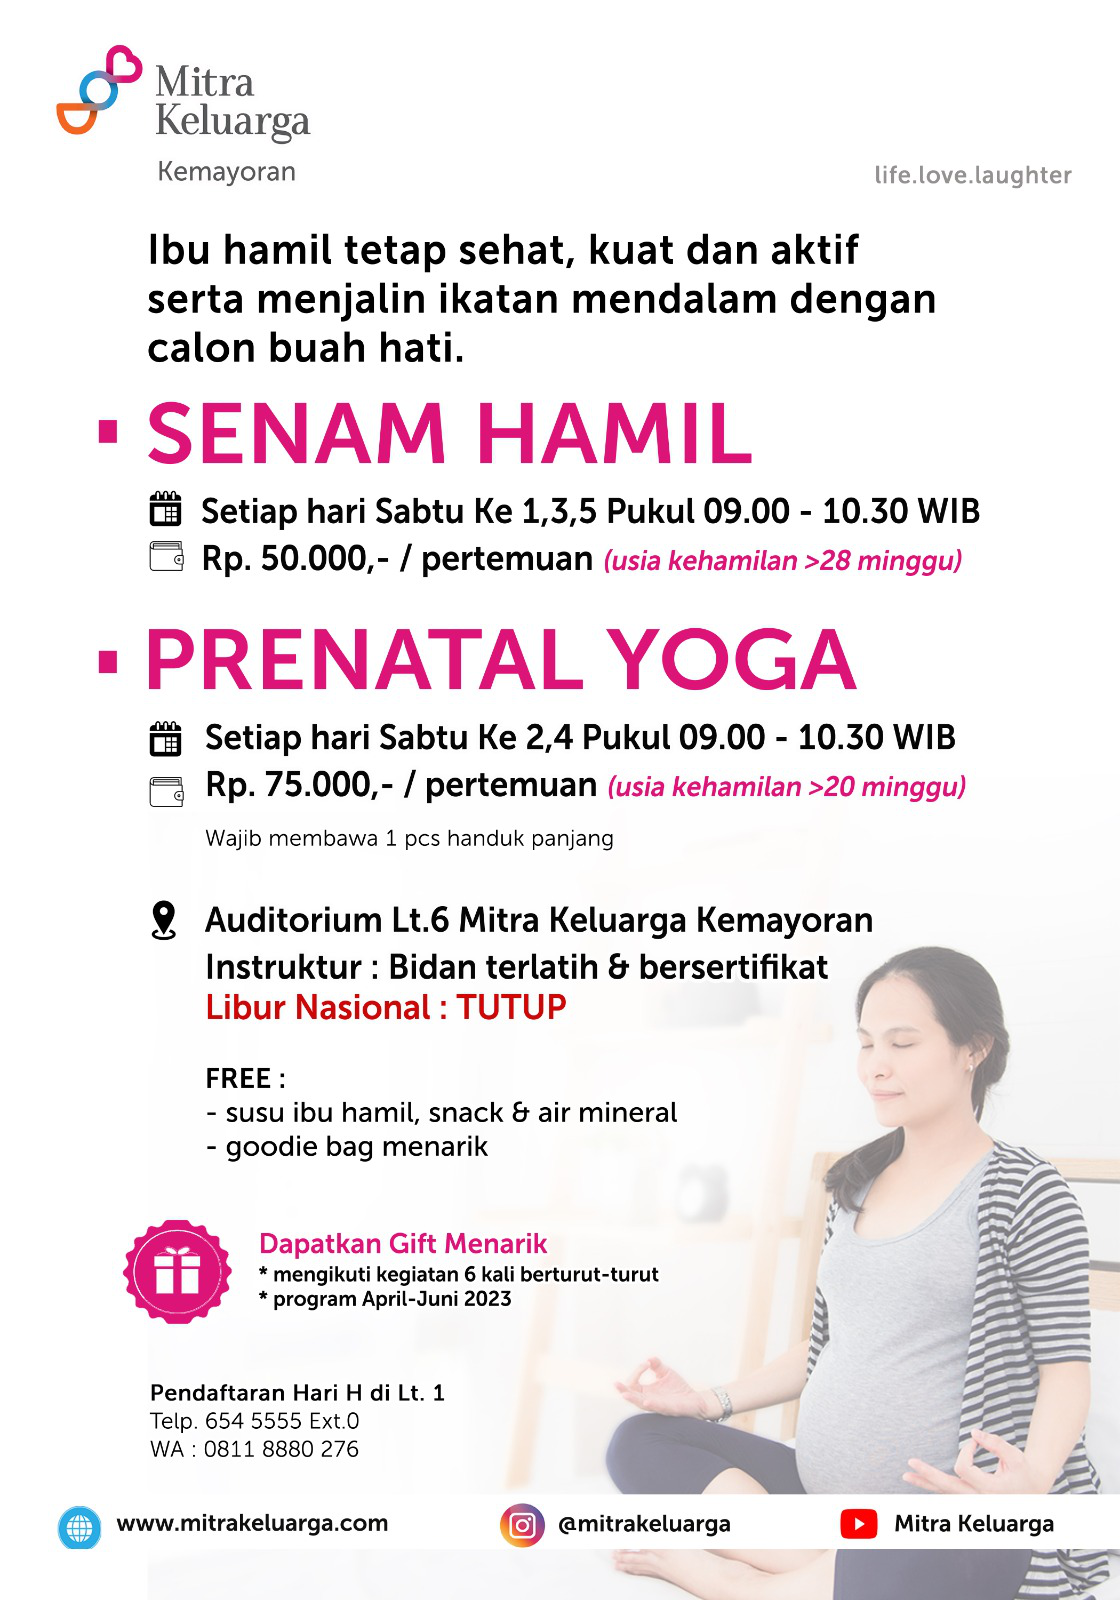 Mitra
Keluarga
Kemayoran
life.love.laughter
Ibu hamil tetap sehat, kuat dan aktif
serta menjalin ikatan mendalam dengan
calon buah hati.
SENAM HAMIL
Setiap hari Sabtu Ke 1,3,5 Pukul 09.00 - 10.30 WIB
Rp. 50.000,- / pertemuan (usia kehamilan >28 minggu)
PRENATAL YOGA
Setiap hari Sabtu Ke 2,4 Pukul 09.00 - 10.30 WIB
Rp. 75.000,- / pertemuan (usia kehamilan >20 minggu)
Wajib membawa 1 pcs handuk panjang
Auditorium Lt.6 Mitra Keluarga Kemayoran
Instruktur : Bidan terlatih & bersertifikat
Libur Nasional : TUTUP
FREE :
- susu ibu hamil, snack & air mineral
- goodie bag menarik
Dapatkan Gift Menarik
* mengikuti kegiatan 6 kali berturut-turut
* program April-Juni 2023
Pendaftaran Hari H di Lt. 1
Telp. 654 5555 Ext.0
WA : 0811 8880 276
www.mitrakeluarga.com
@mitrakeluarga
Mitra Keluarga